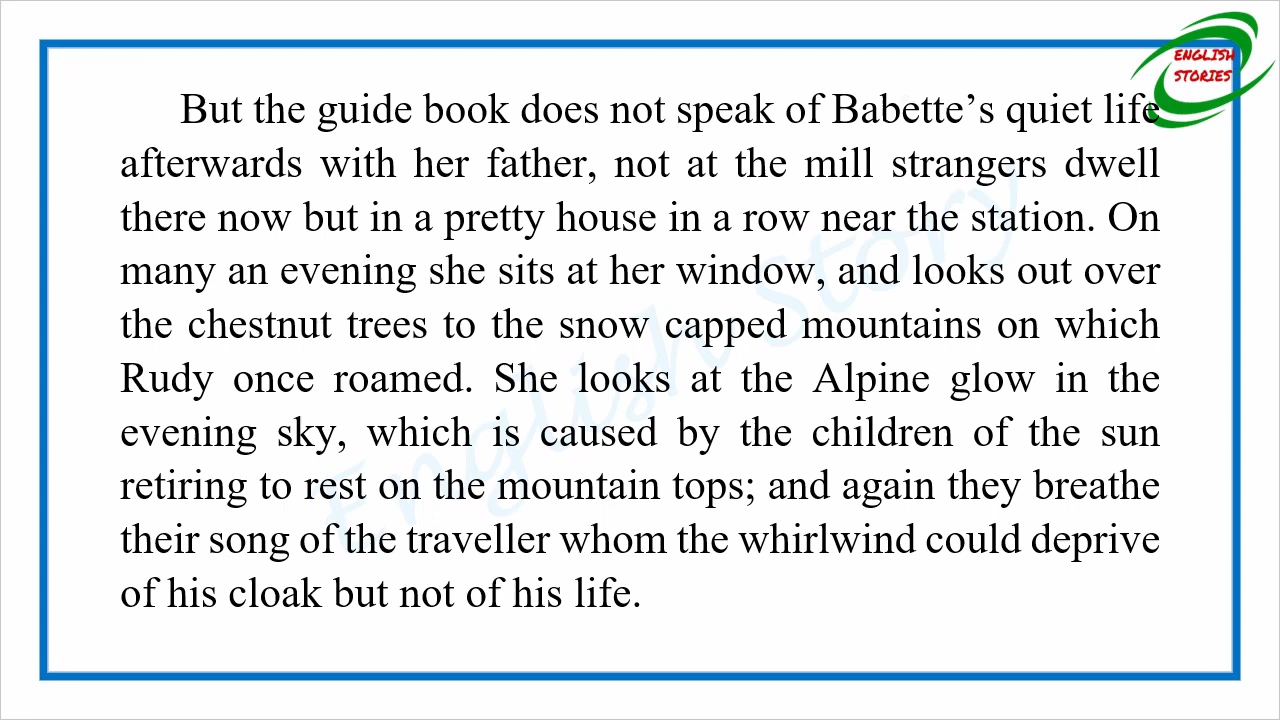 ENGLISH
STORIES
But the guide book does not speak of Babette’s quiet life
afterwards with her father, not at the mill strangers dwell
there now but in a pretty house in a row near the station. On
many an evening she sits at her window, and looks out over
the chestnut trees to the snow capped mountains on which
Rudy once roamed. She looks at the Alpine glow in the
evening sky, which is caused by the children of the sun
retiring to rest on the mountain tops; and again they breathe
their song of the traveller whom the whirlwind could deprive
of his cloak but not of his life.
English Story